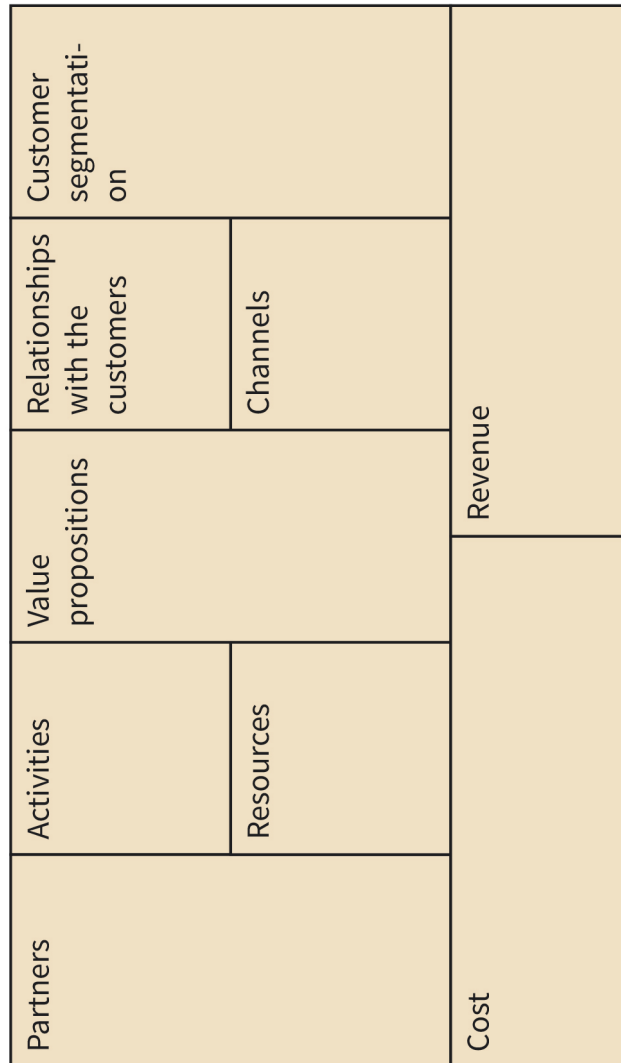 Partners
Activities
Resources
Value
propositions
Relationships
with the
customers
Channels
Customer
segmentati-
on
Cost
Revenue